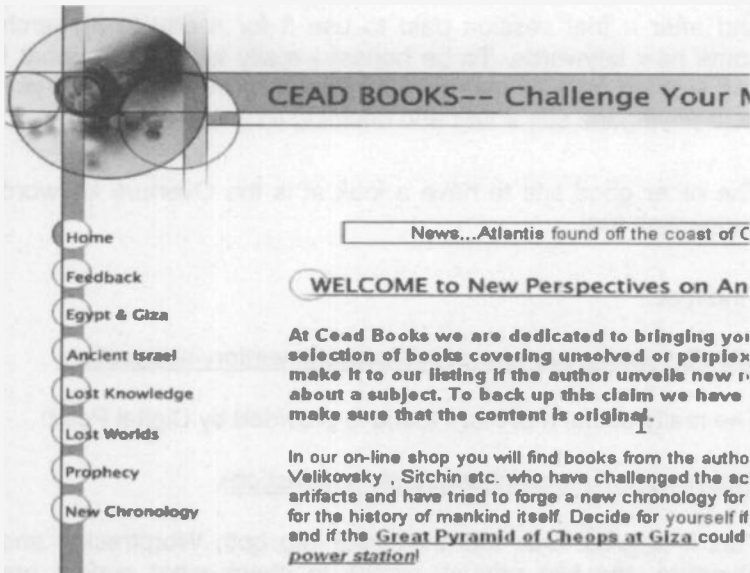 CEAD BOOKS-- Challenge Your M
Home
Feedback
Egypt & Giza
Ancient Israel
Lost Knowledge
Lost Worlds
Prophecy
New Chronology
News...Atlantis found off the coast of C
WELCOME to New Perspectives on An
At Cead Books we are dedicated to bringing you
selection of books covering unsolved or perplex
make it to our listing if the author unveils new r
about a subject. To back up this claim we have
make sure that the content is original.
In our on-line shop you will find books from the autho
Velikovsky , Sitchin etc. who have challenged the ac
artifacts and have tried to forge a new chronology for
for the history of mankind itself. Decide for yourself if
and if the Great Pyramid of Cheops at Giza could
power station!